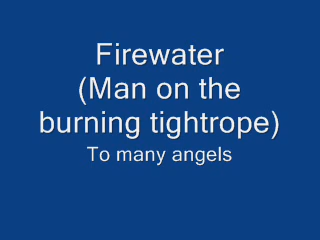 Firewater
(Man on the
burning tightrope)
To many angels